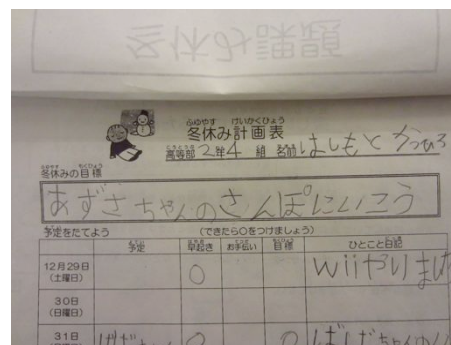 冬休み課題
ふゆやす けいかくひょう
冬休み計画表
高等部 2年 4 組 名前 はしもと かつひろ
ふゆやす もくひょう
冬休みの目標
あずさちゃんのさんぽにいこう
予定をたてよう (できたら○をつけましょう)
予定 早起き お手伝い 目標 ひとこと日記
12月29日 ○ wiiやりました
(土曜日)
30日
(日曜日)
31日 ○ ○